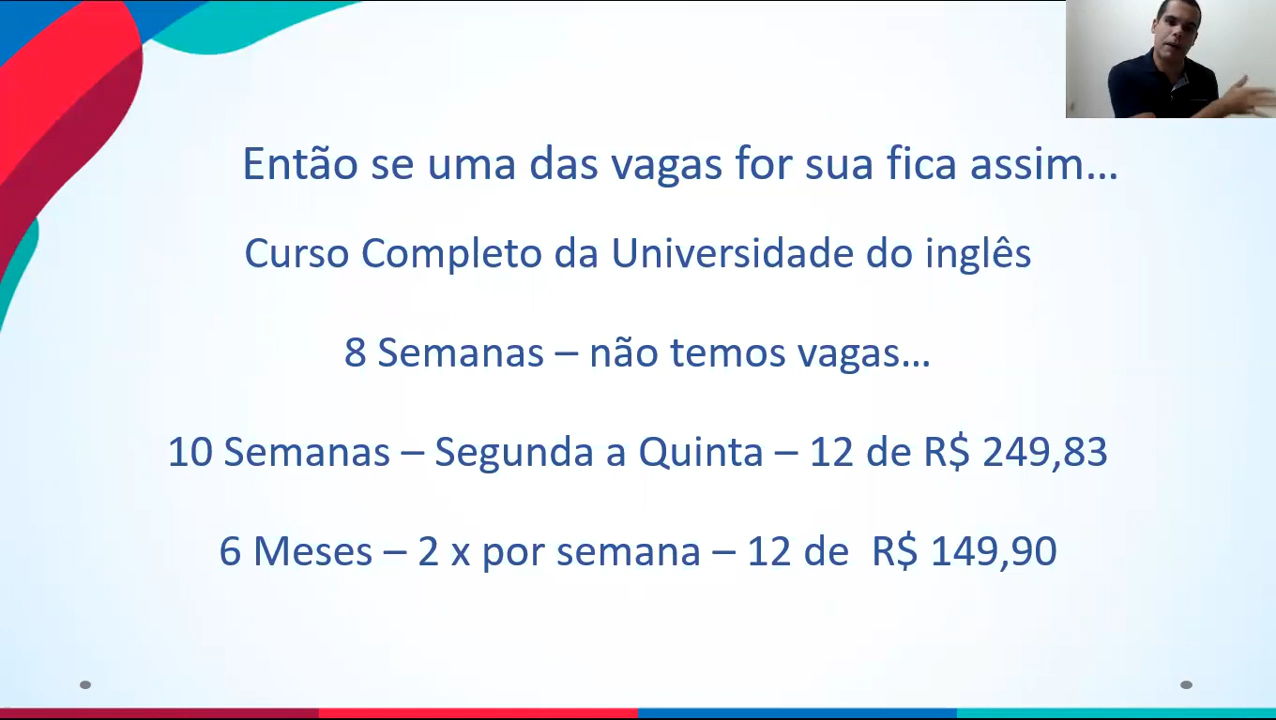 Então se uma das vagas for sua fica assim...
Curso Completo da Universidade do inglês
8 Semanas – não temos vagas...
10 Semanas – Segunda a Quinta – 12 de R$ 249,83
6 Meses – 2 x por semana – 12 de R$ 149,90